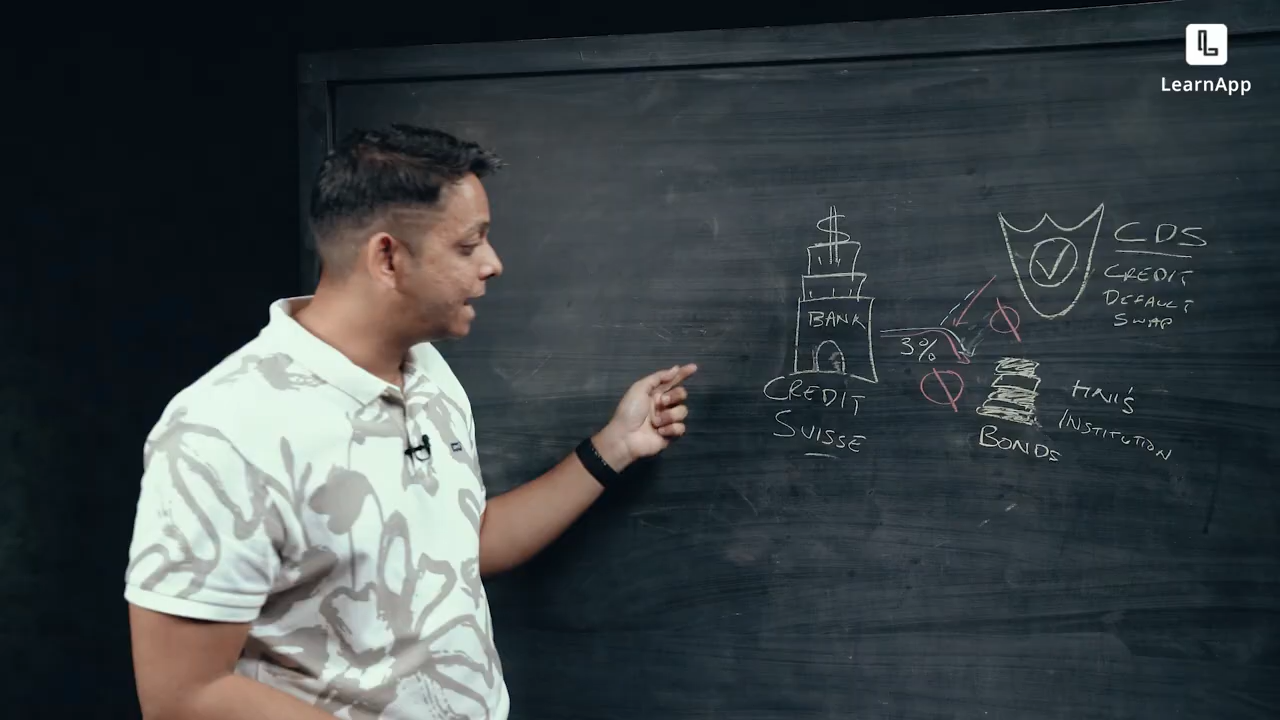 LearnApp
$
BANK
CREDIT
SUISSE
3%
CDS
CREDIT
DEFAULT
SWAP
BONDS
HNI's
INSTITUTION